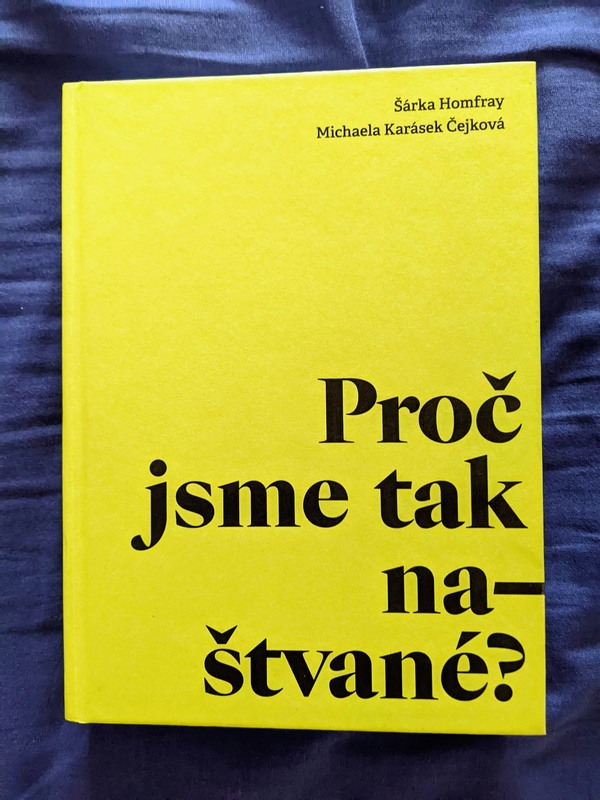 Šárka Homfray
Michaela Karásek Čejková
Proč
jsme tak
na—
štvané?